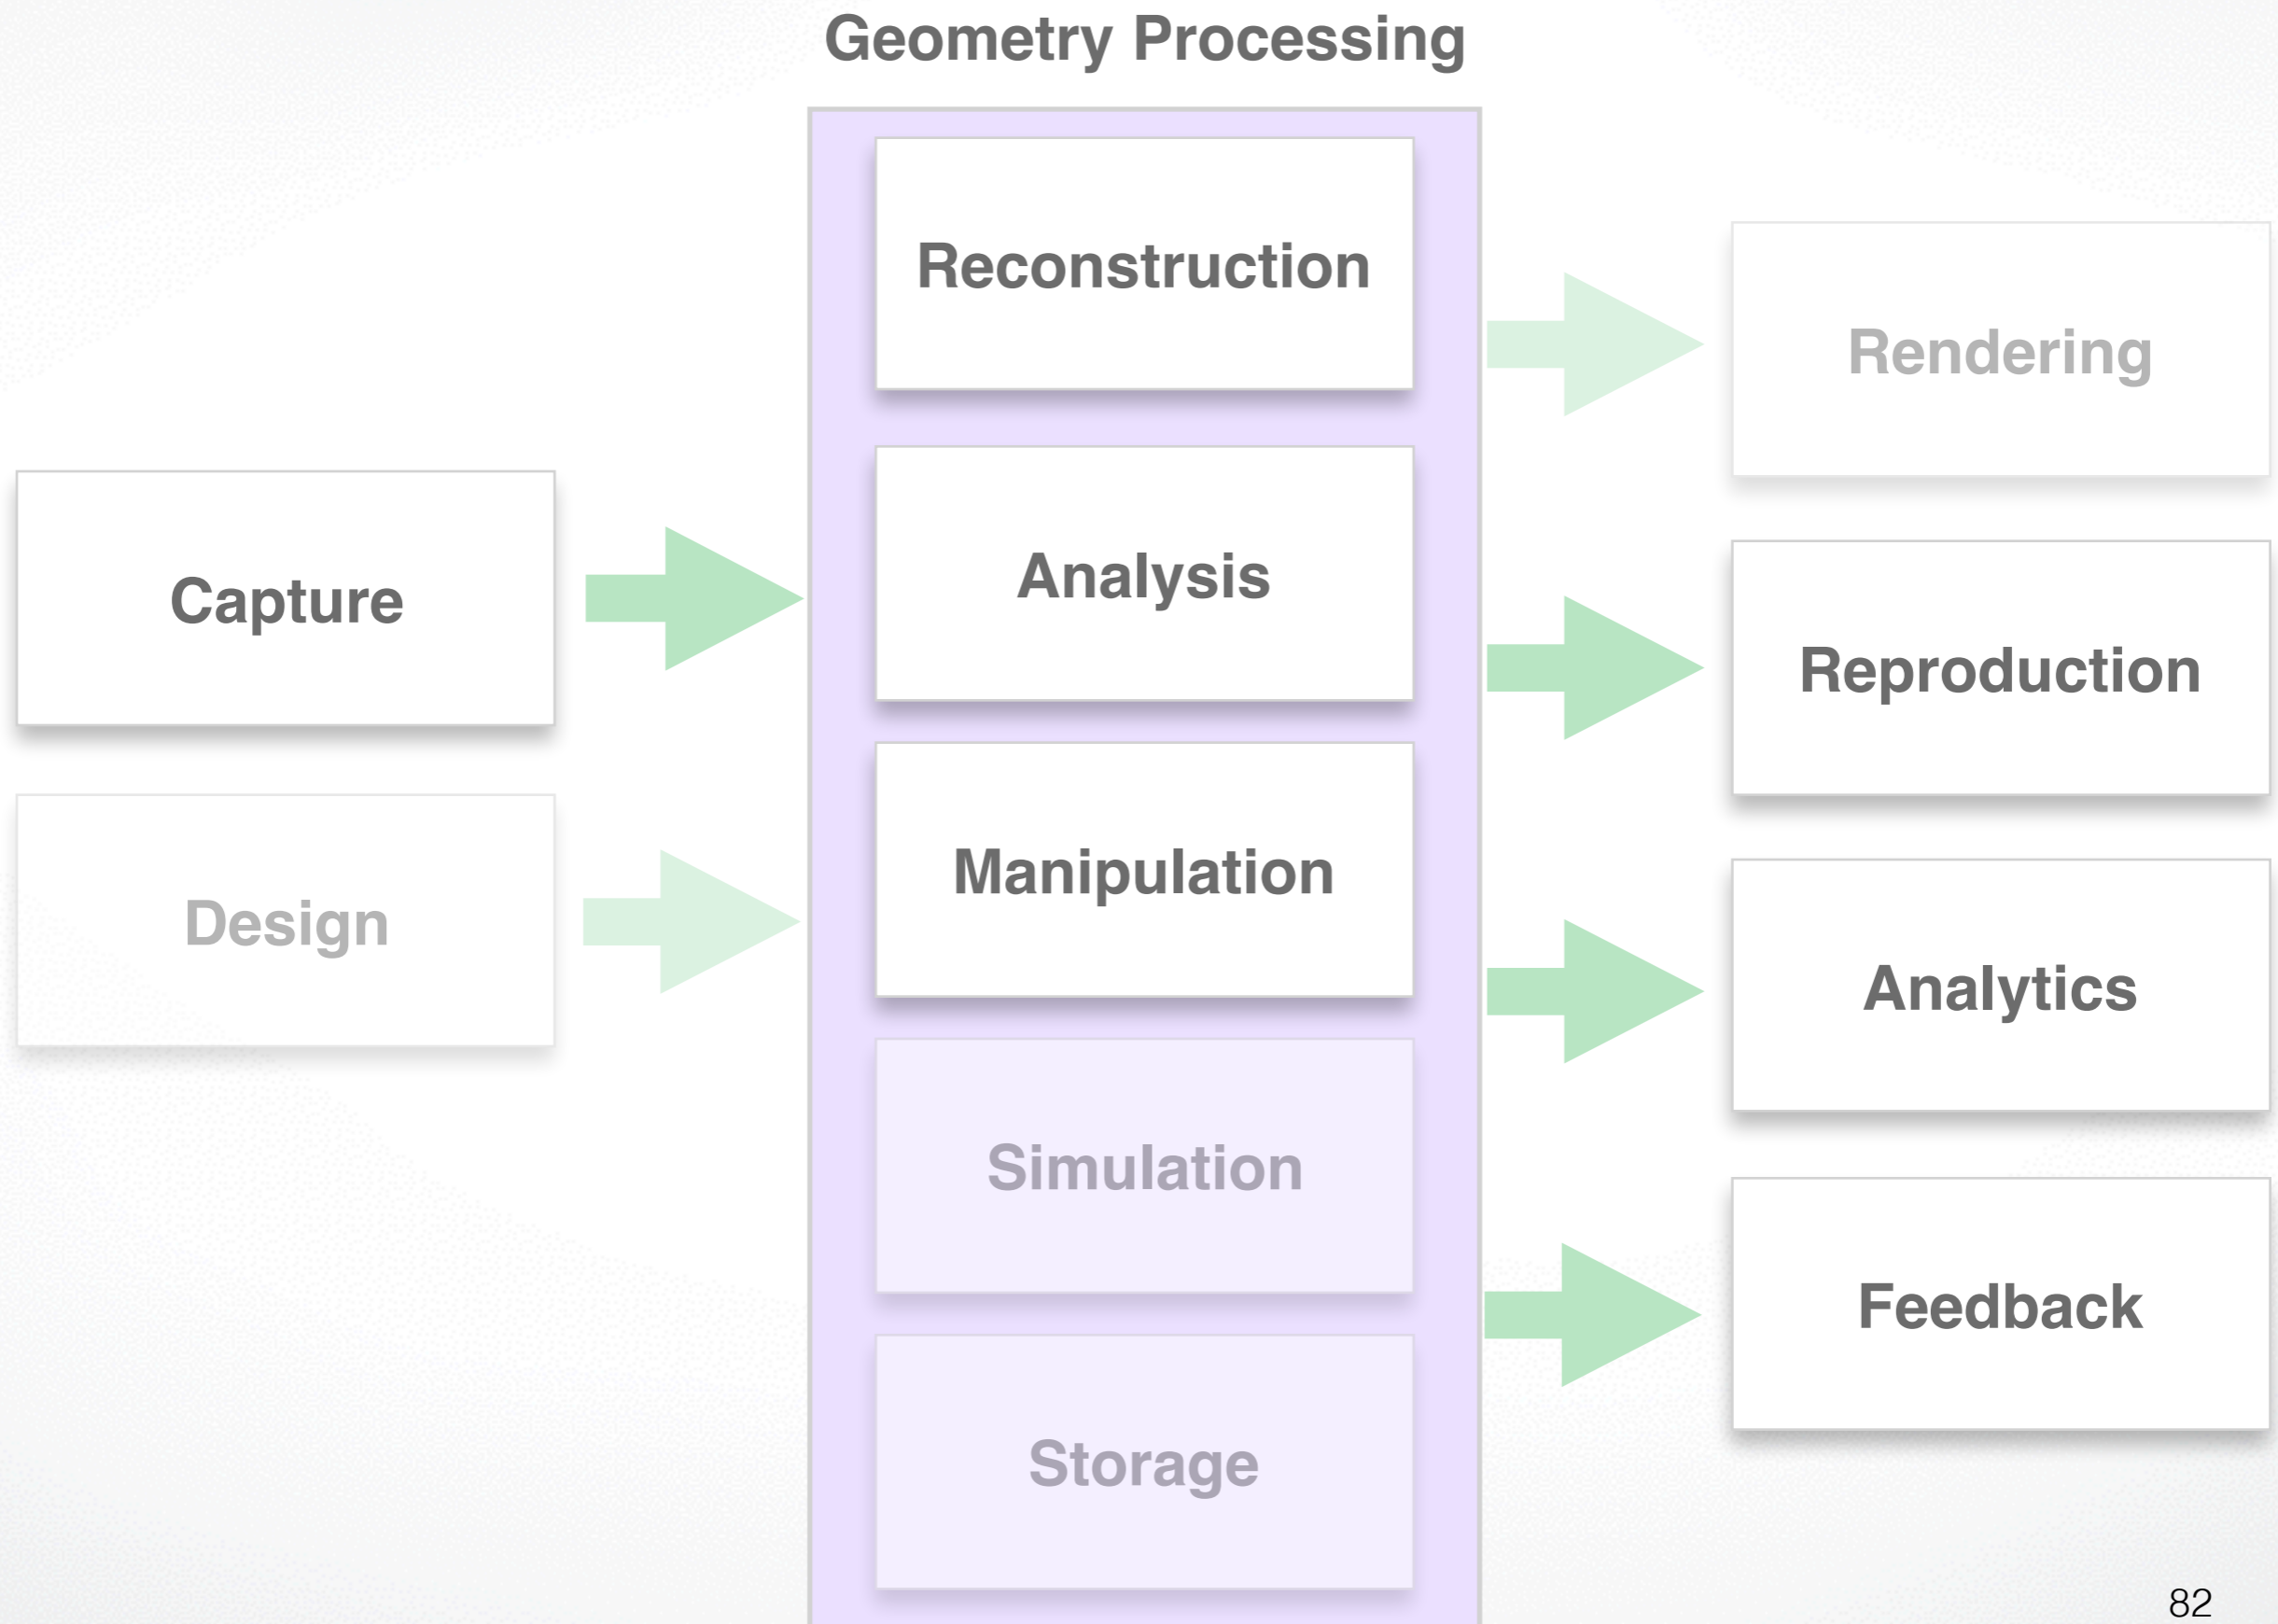 Geometry Processing
Capture
Design
Reconstruction
Analysis
Manipulation
Simulation
Storage
Rendering
Reproduction
Analytics
Feedback
82